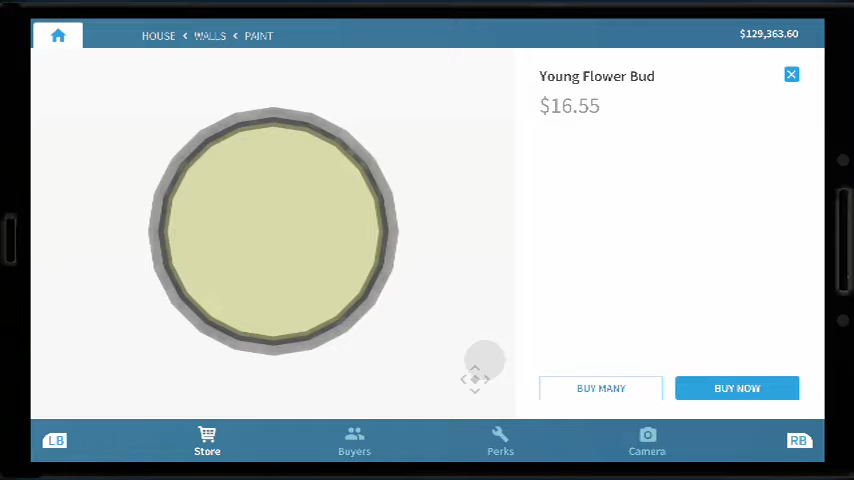 HOUSE < WALLS < PAINT
$129,363.60
Young Flower Bud
$16.55
BUY MANY
BUY NOW
LB
Store
Buyers
Perks
Camera
RB